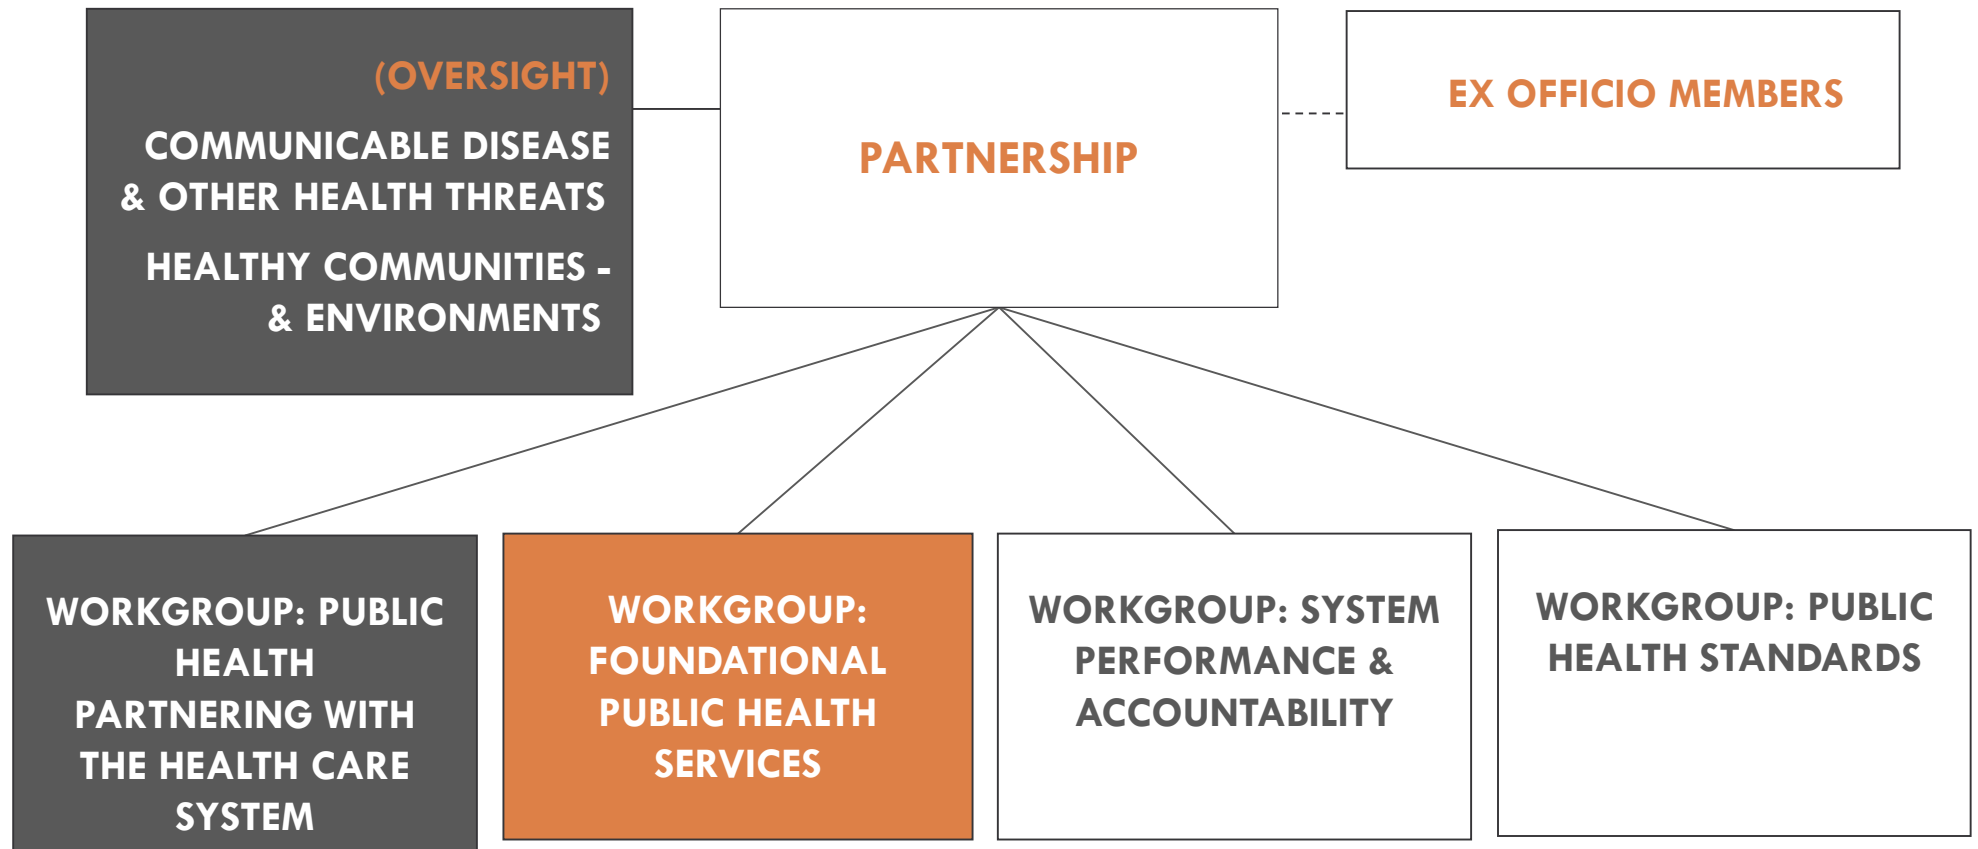 (OVERSIGHT)
COMMUNICABLE DISEASE
& OTHER HEALTH THREATS
HEALTHY COMMUNITIES -
& ENVIRONMENTS
PARTNERSHIP
EX OFFICIO MEMBERS
WORKGROUP: PUBLIC
HEALTH
PARTNERING WITH
THE HEALTH CARE
SYSTEM
WORKGROUP:
FOUNDATIONAL
PUBLIC HEALTH
SERVICES
WORKGROUP: SYSTEM
PERFORMANCE &
ACCOUNTABILITY
WORKGROUP: PUBLIC
HEALTH STANDARDS